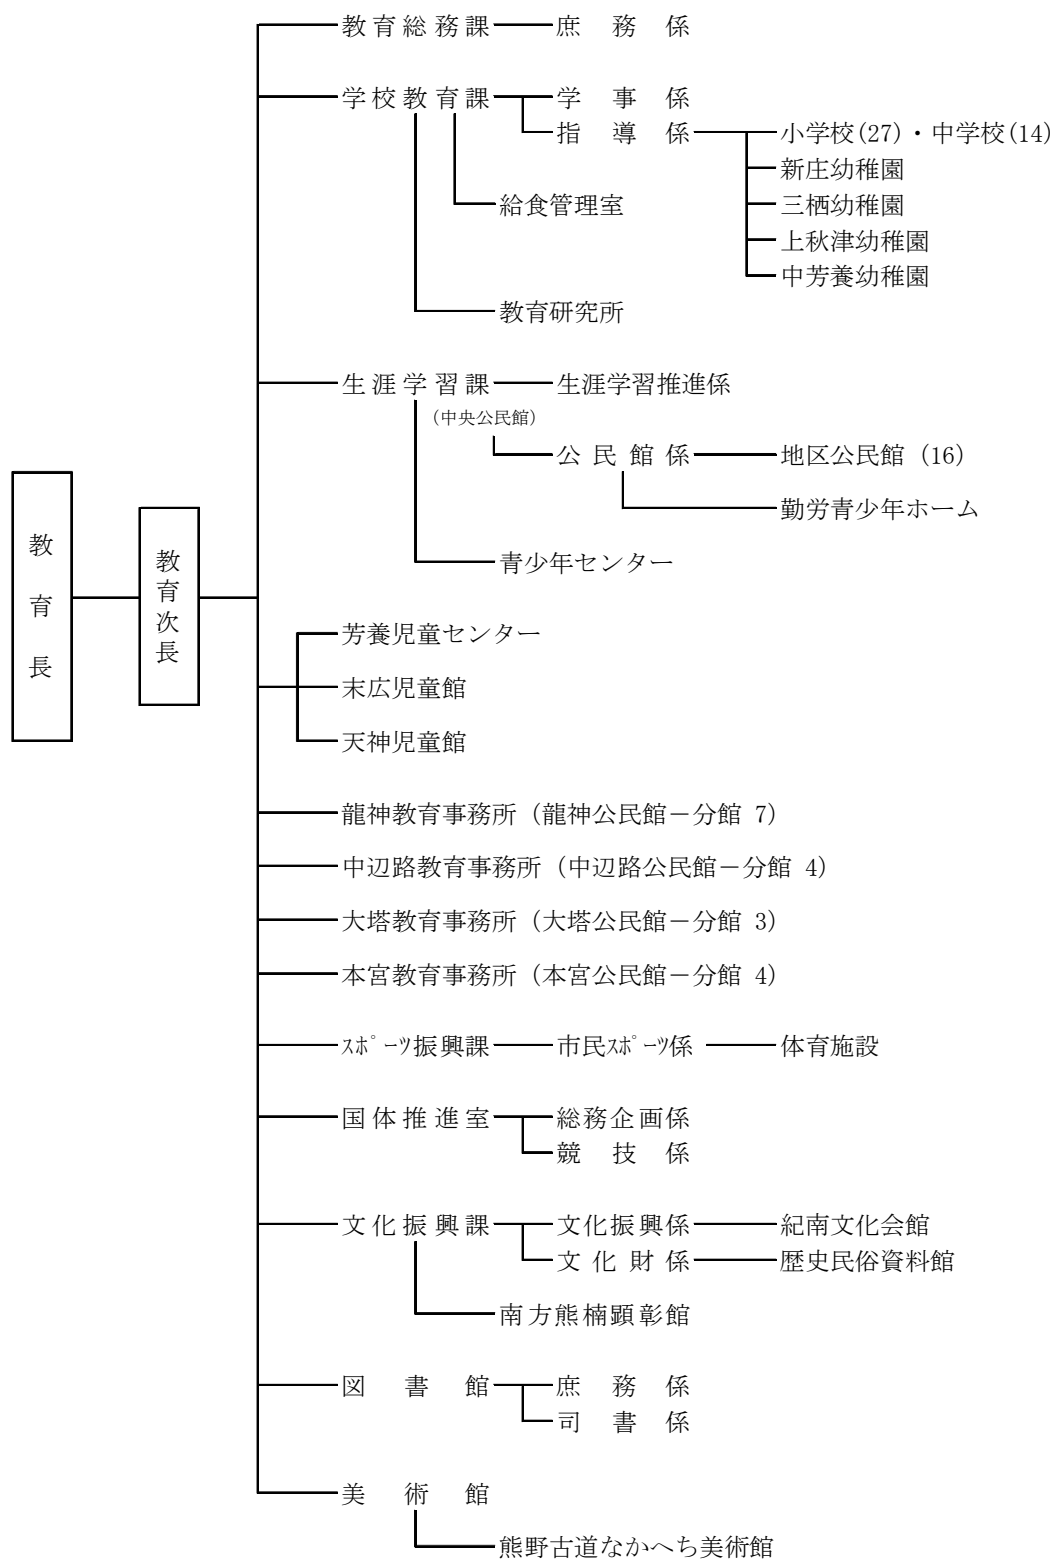 教育長
教育次長
教育総務課 庶務係
学校教育課 学事係
指導係 小学校(27)・中学校(14)
新庄幼稚園
給食管理室 三栖幼稚園
上秋津幼稚園
中芳養幼稚園
教育研究所
生涯学習課 生涯学習推進係
(中央公民館)
公民館係 地区公民館 (16)
勤労青少年ホーム
青少年センター
芳養児童センター
末広児童館
天神児童館
龍神教育事務所 (龍神公民館－分館 7)
中辺路教育事務所 (中辺路公民館－分館 4)
大塔教育事務所 (大塔公民館－分館 3)
本宮教育事務所 (本宮公民館－分館 4)
ｽﾎﾟｰﾂ振興課 市民ｽﾎﾟｰﾂ係 体育施設
国体推進室 総務企画係
競技係
文化振興課 文化振興係 紀南文化会館
文化財係 歴史民俗資料館
南方熊楠顕彰館
図書館 庶務係
司書係
美術館
熊野古道なかへち美術館